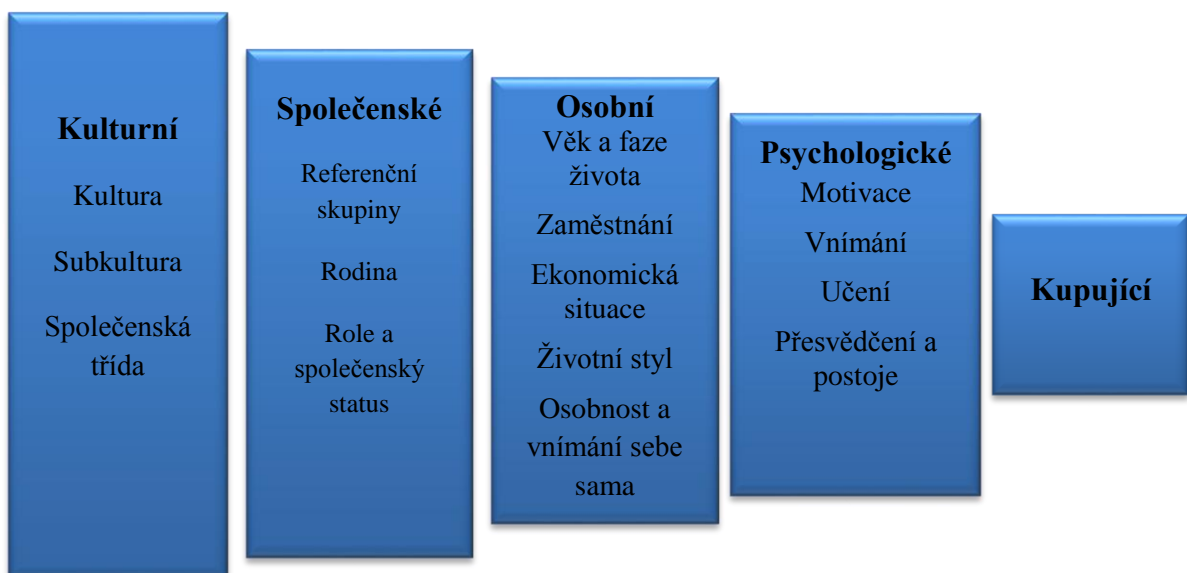 Kulturní
Kultura
Subkultura
Společenská
třída
Společenské
Referenční
skupiny
Rodina
Role a
společenský
status
Osobní
Věk a faze
života
Zaměstnání
Ekonomická
situace
Životní styl
Osobnost a
vnímání sebe
sama
Psychologické
Motivace
Vnímání
Učení
Přesvědčení a
postoje
Kupující